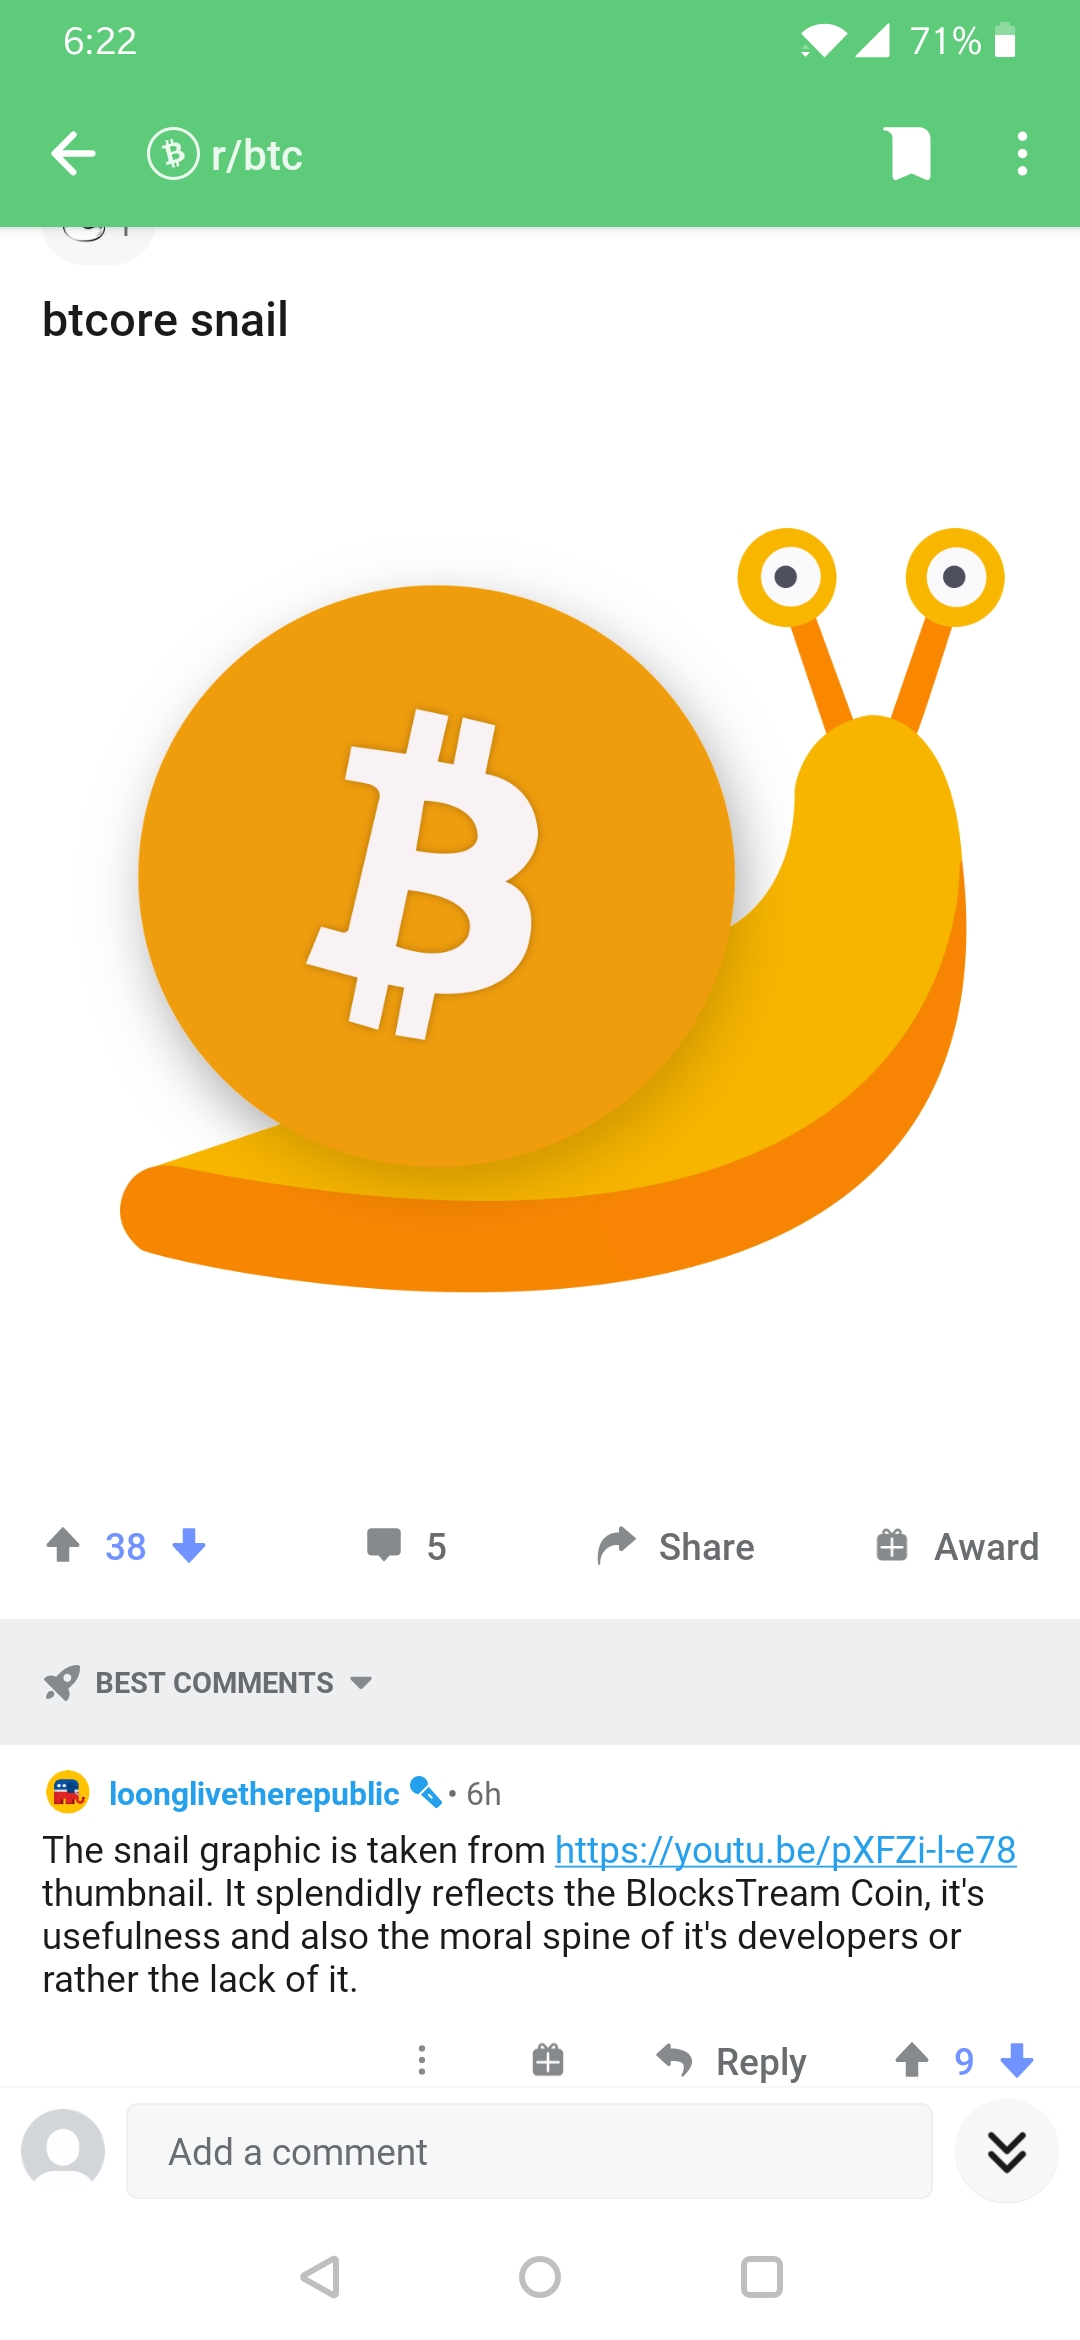 6:22
71%
r/btc
btcore snail
38
5
Share
Award
BEST COMMENTS
loonglivetherepublic • 6h
The snail graphic is taken from https://youtu.be/pXFZi-l-e78
thumbnail. It splendidly reflects the BlocksTream Coin, it's
usefulness and also the moral spine of it's developers or
rather the lack of it.
Reply
9
Add a comment